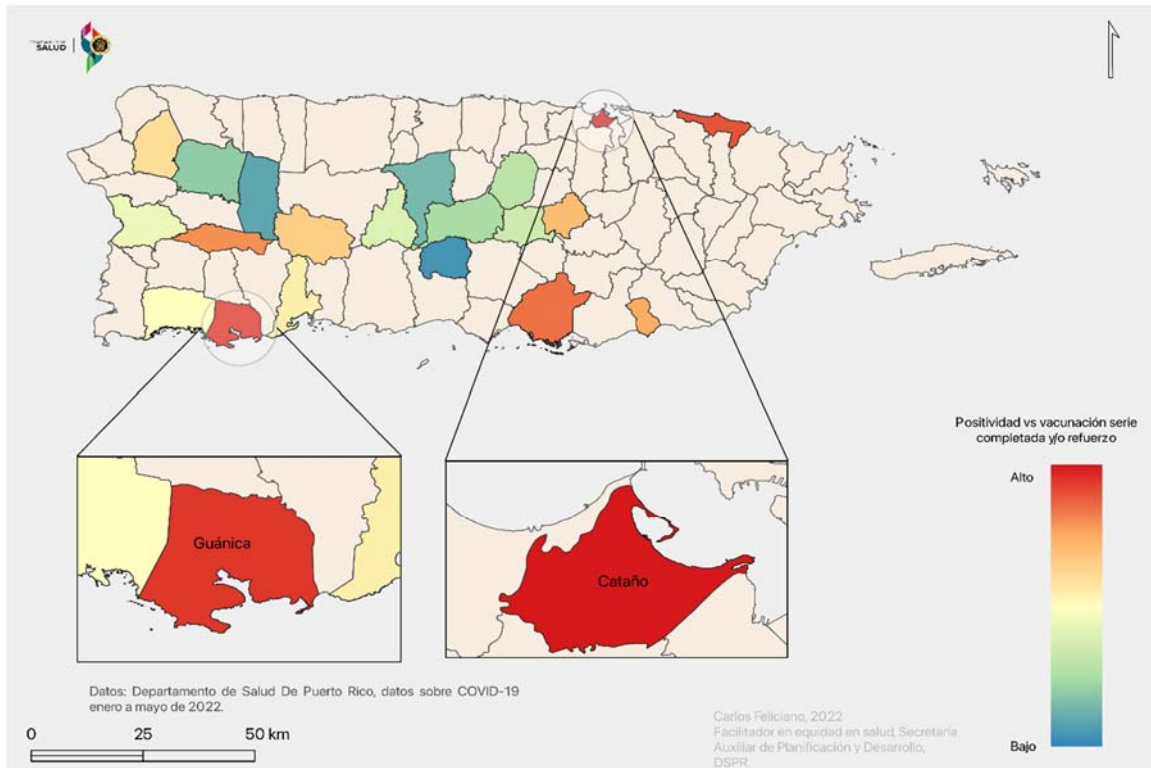 SALUD
Positividad vs vacunación serie
completada y/o refuerzo
Alto
Bajo
Guánica
Cataño
Datos: Departamento de Salud De Puerto Rico, datos sobre COVID-19
enero a mayo de 2022.
0 25 50 km
Carlos Feliciano, 2022
Facilitador en equidad en salud, Secretaría
Auxiliar de Planificación y Desarrollo,
DSPR.